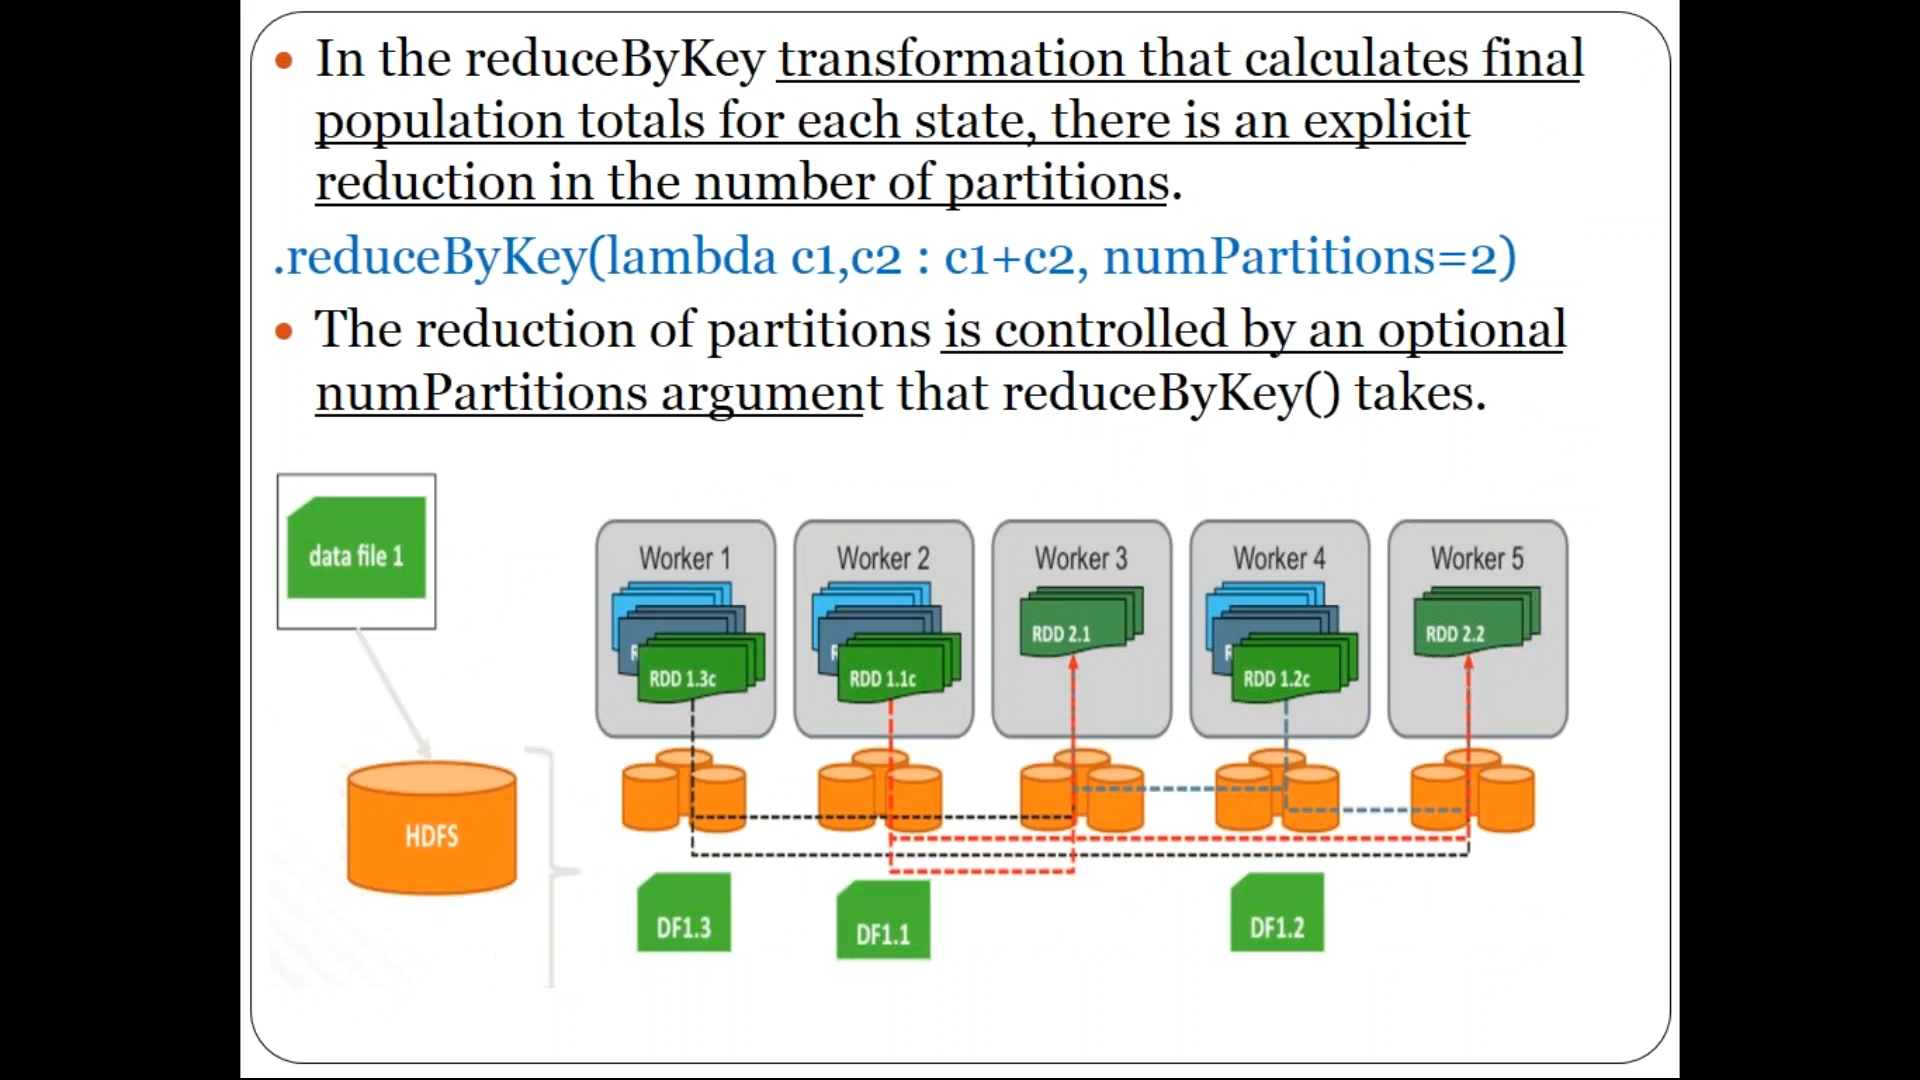 In the reduceByKey transformation that calculates final
population totals for each state, there is an explicit
reduction in the number of partitions.
.reduceByKey(lambda c1,c2 : c1+c2, numPartitions=2)
The reduction of partitions is controlled by an optional
numPartitions argument that reduceByKey() takes.
data file 1
HDFS
Worker 1
Worker 2
Worker 3
Worker 4
Worker 5
R
RDD 1.3c
R
RDD 1.1c
RDD 2.1
R
RDD 1.2c
RDD 2.2
DF1.3
DF1.1
DF1.2